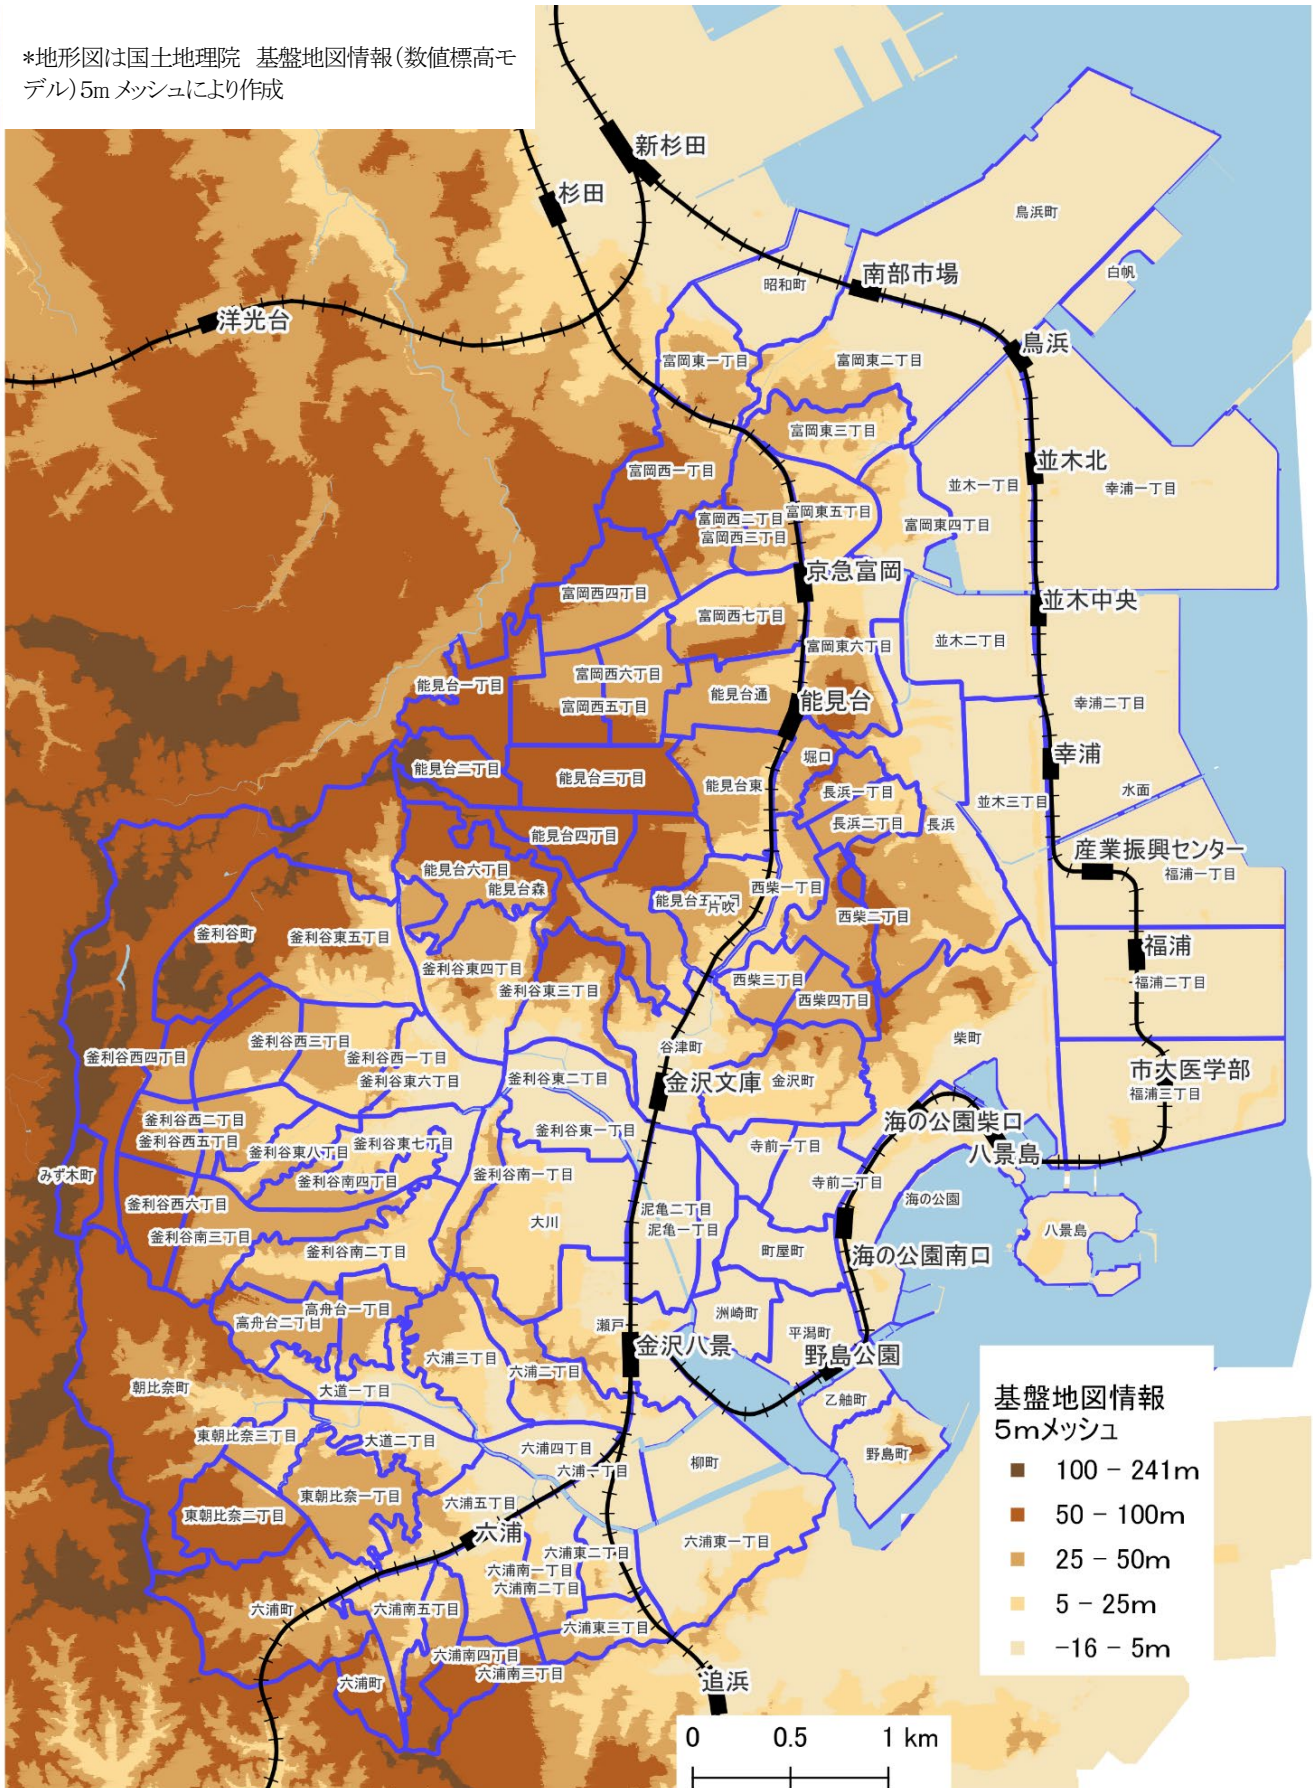 *地形図は国土地理院 基盤地図情報(数値標高モ
デル)5mメッシュにより作成
新杉田
杉田
鳥浜町
白帆
昭和町
南部市場
洋光台
鳥浜
富岡東一丁目
富岡東二丁目
富岡東三丁目
並木北
富岡西一丁目
並木一丁目
幸浦一丁目
富岡西二丁目
富岡東五丁目
富岡東四丁目
富岡西三丁目
京急富岡
富岡西四丁目
並木中央
富岡西七丁目
富岡東六丁目
並木二丁目
能見台一丁目
富岡西六丁目
能見台通
能見台
富岡西五丁目
幸浦二丁目
堀口
幸浦
能見台二丁目
能見台三丁目
能見台東
長浜一丁目
並木三丁目
水面
長浜二丁目
長浜
能見台四丁目
産業振興センター
能見台六丁目
福浦一丁目
能見台森
西柴一丁目
能見台五丁目
片吹
西柴二丁目
釜利谷町
釜利谷東五丁目
福浦
釜利谷東四丁目
西柴三丁目
福浦二丁目
釜利谷東三丁目
西柴四丁目
釜利谷西三丁目
柴町
谷津町
釜利谷西四丁目
釜利谷西一丁目
市大医学部
釜利谷東六丁目
釜利谷東二丁目
金沢文庫
金沢町
福浦三丁目
釜利谷西二丁目
海の公園柴口
釜利谷西五丁目
釜利谷東七丁目
釜利谷東一丁目
寺前一丁目
釜利谷東八丁目
八景島
みず木町
釜利谷南四丁目
釜利谷南一丁目
寺前二丁目
海の公園
釜利谷西六丁目
泥亀二丁目
大川
泥亀一丁目
八景島
釜利谷南三丁目
釜利谷南二丁目
町屋町
海の公園南口
高舟台一丁目
高舟台二丁目
洲崎町
瀬戸
金沢八景
平潟町
野島公園
六浦三丁目
六浦二丁目
朝比奈町
大道一丁目
乙舳町
東朝比奈三丁目
大道二丁目
六浦四丁目
野島町
六浦一丁目
柳町
東朝比奈一丁目
東朝比奈二丁目
六浦五丁目
六浦
六浦東一丁目
六浦東二丁目
六浦南一丁目
六浦南二丁目
六浦町
六浦南五丁目
六浦東三丁目
六浦南四丁目
六浦南三丁目
六浦町
追浜
基盤地図情報
5mメッシュ
100 - 241m
50 - 100m
25 - 50m
5 - 25m
-16 - 5m
0 0.5 1 km